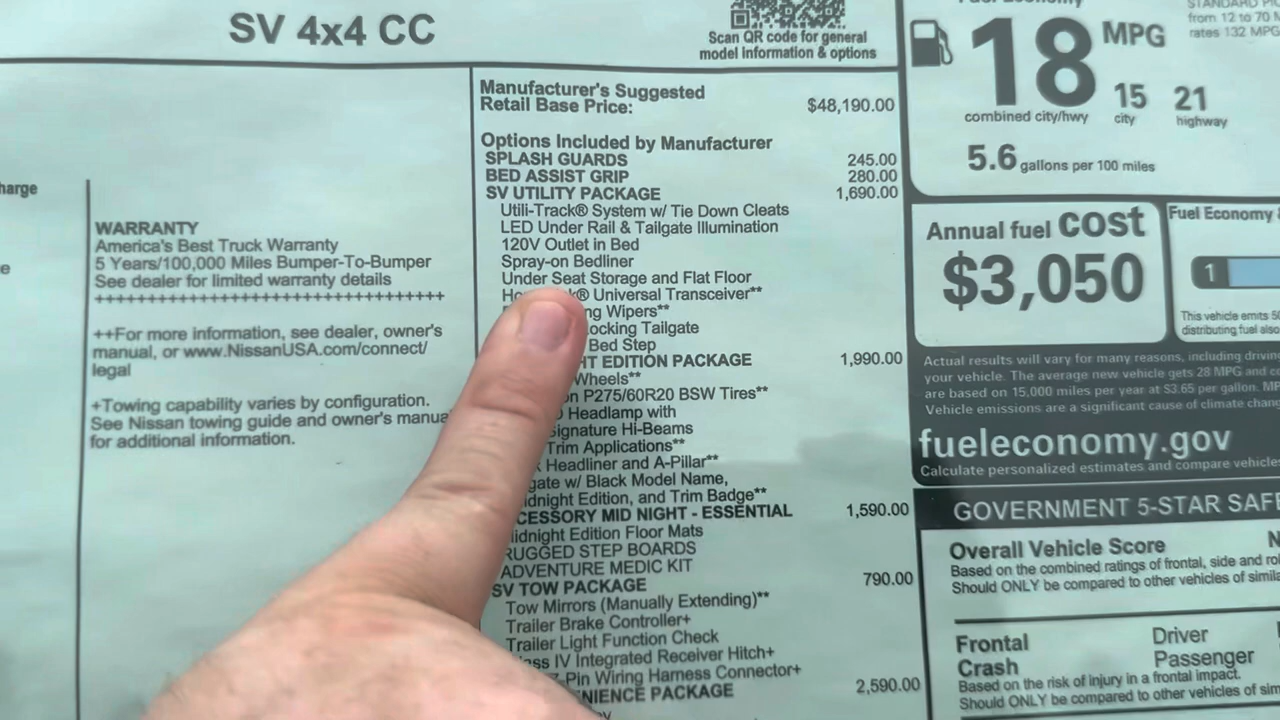 SV 4x4 CC
Scan QR code for general
model information & options
harge
WARRANTY
America's Best Truck Warranty
5 Years/100,000 Miles Bumper-To-Bumper
See dealer for limited warranty details
++++++++++++++++++++++++++++++++++++
++For more information, see dealer, owner's
manual, or www.NissanUSA.com/connect/
legal
+Towing capability varies by configuration.
See Nissan towing guide and owner's manua
for additional information.
Manufacturer's Suggested
Retail Base Price: $48,190.00
Options Included by Manufacturer
SPLASH GUARDS 245.00
BED ASSIST GRIP 280.00
SV UTILITY PACKAGE 1,690.00
Utili-Track® System w/ Tie Down Cleats
LED Under Rail & Tailgate Illumination
120V Outlet in Bed
Spray-on Bedliner
Under Seat Storage and Flat Floor
® Universal Transceiver**
ng Wipers**
ocking Tailgate
Bed Step
HT EDITION PACKAGE 1,990.00
Wheels**
on P275/60R20 BSW Tires**
Headlamp with
Signature Hi-Beams
Trim Applications**
k Headliner and A-Pillar**
gate w/ Black Model Name,
idnight Edition, and Trim Badge**
CESSORY MID NIGHT - ESSENTIAL 1,590.00
idnight Edition Floor Mats
RUGGED STEP BOARDS
ADVENTURE MEDIC KIT
SV TOW PACKAGE 790.00
Tow Mirrors (Manually Extending)**
Trailer Brake Controller+
Trailer Light Function Check
ass IV Integrated Receiver Hitch+
7-Pin Wiring Harness Connector+
NIENCE PACKAGE 2,590.00
Fuel Economy
18 MPG
combined city/hwy
15
city
21
highway
from 12 to 70
rates 132 MPG
5.6 gallons per 100 miles
Annual fuel cost
$3,050
Fuel Economy
1
This vehicle emits 50
distributing fuel also
Actual results will vary for many reasons, including drivin
your vehicle. The average new vehicle gets 28 MPG and co
are based on 15,000 miles per year at $3.65 per gallon. MP
Vehicle emissions are a significant cause of climate chang
fueleconomy.gov
Calculate personalized estimates and compare vehicles
GOVERNMENT 5-STAR SAF
Overall Vehicle Score N
Based on the combined ratings of frontal, side and rol
Should ONLY be compared to other vehicles of simila
Frontal Driver
Crash Passenger
Based on the risk of injury in a frontal impact.
Should ONLY be compared to other vehicles of sim